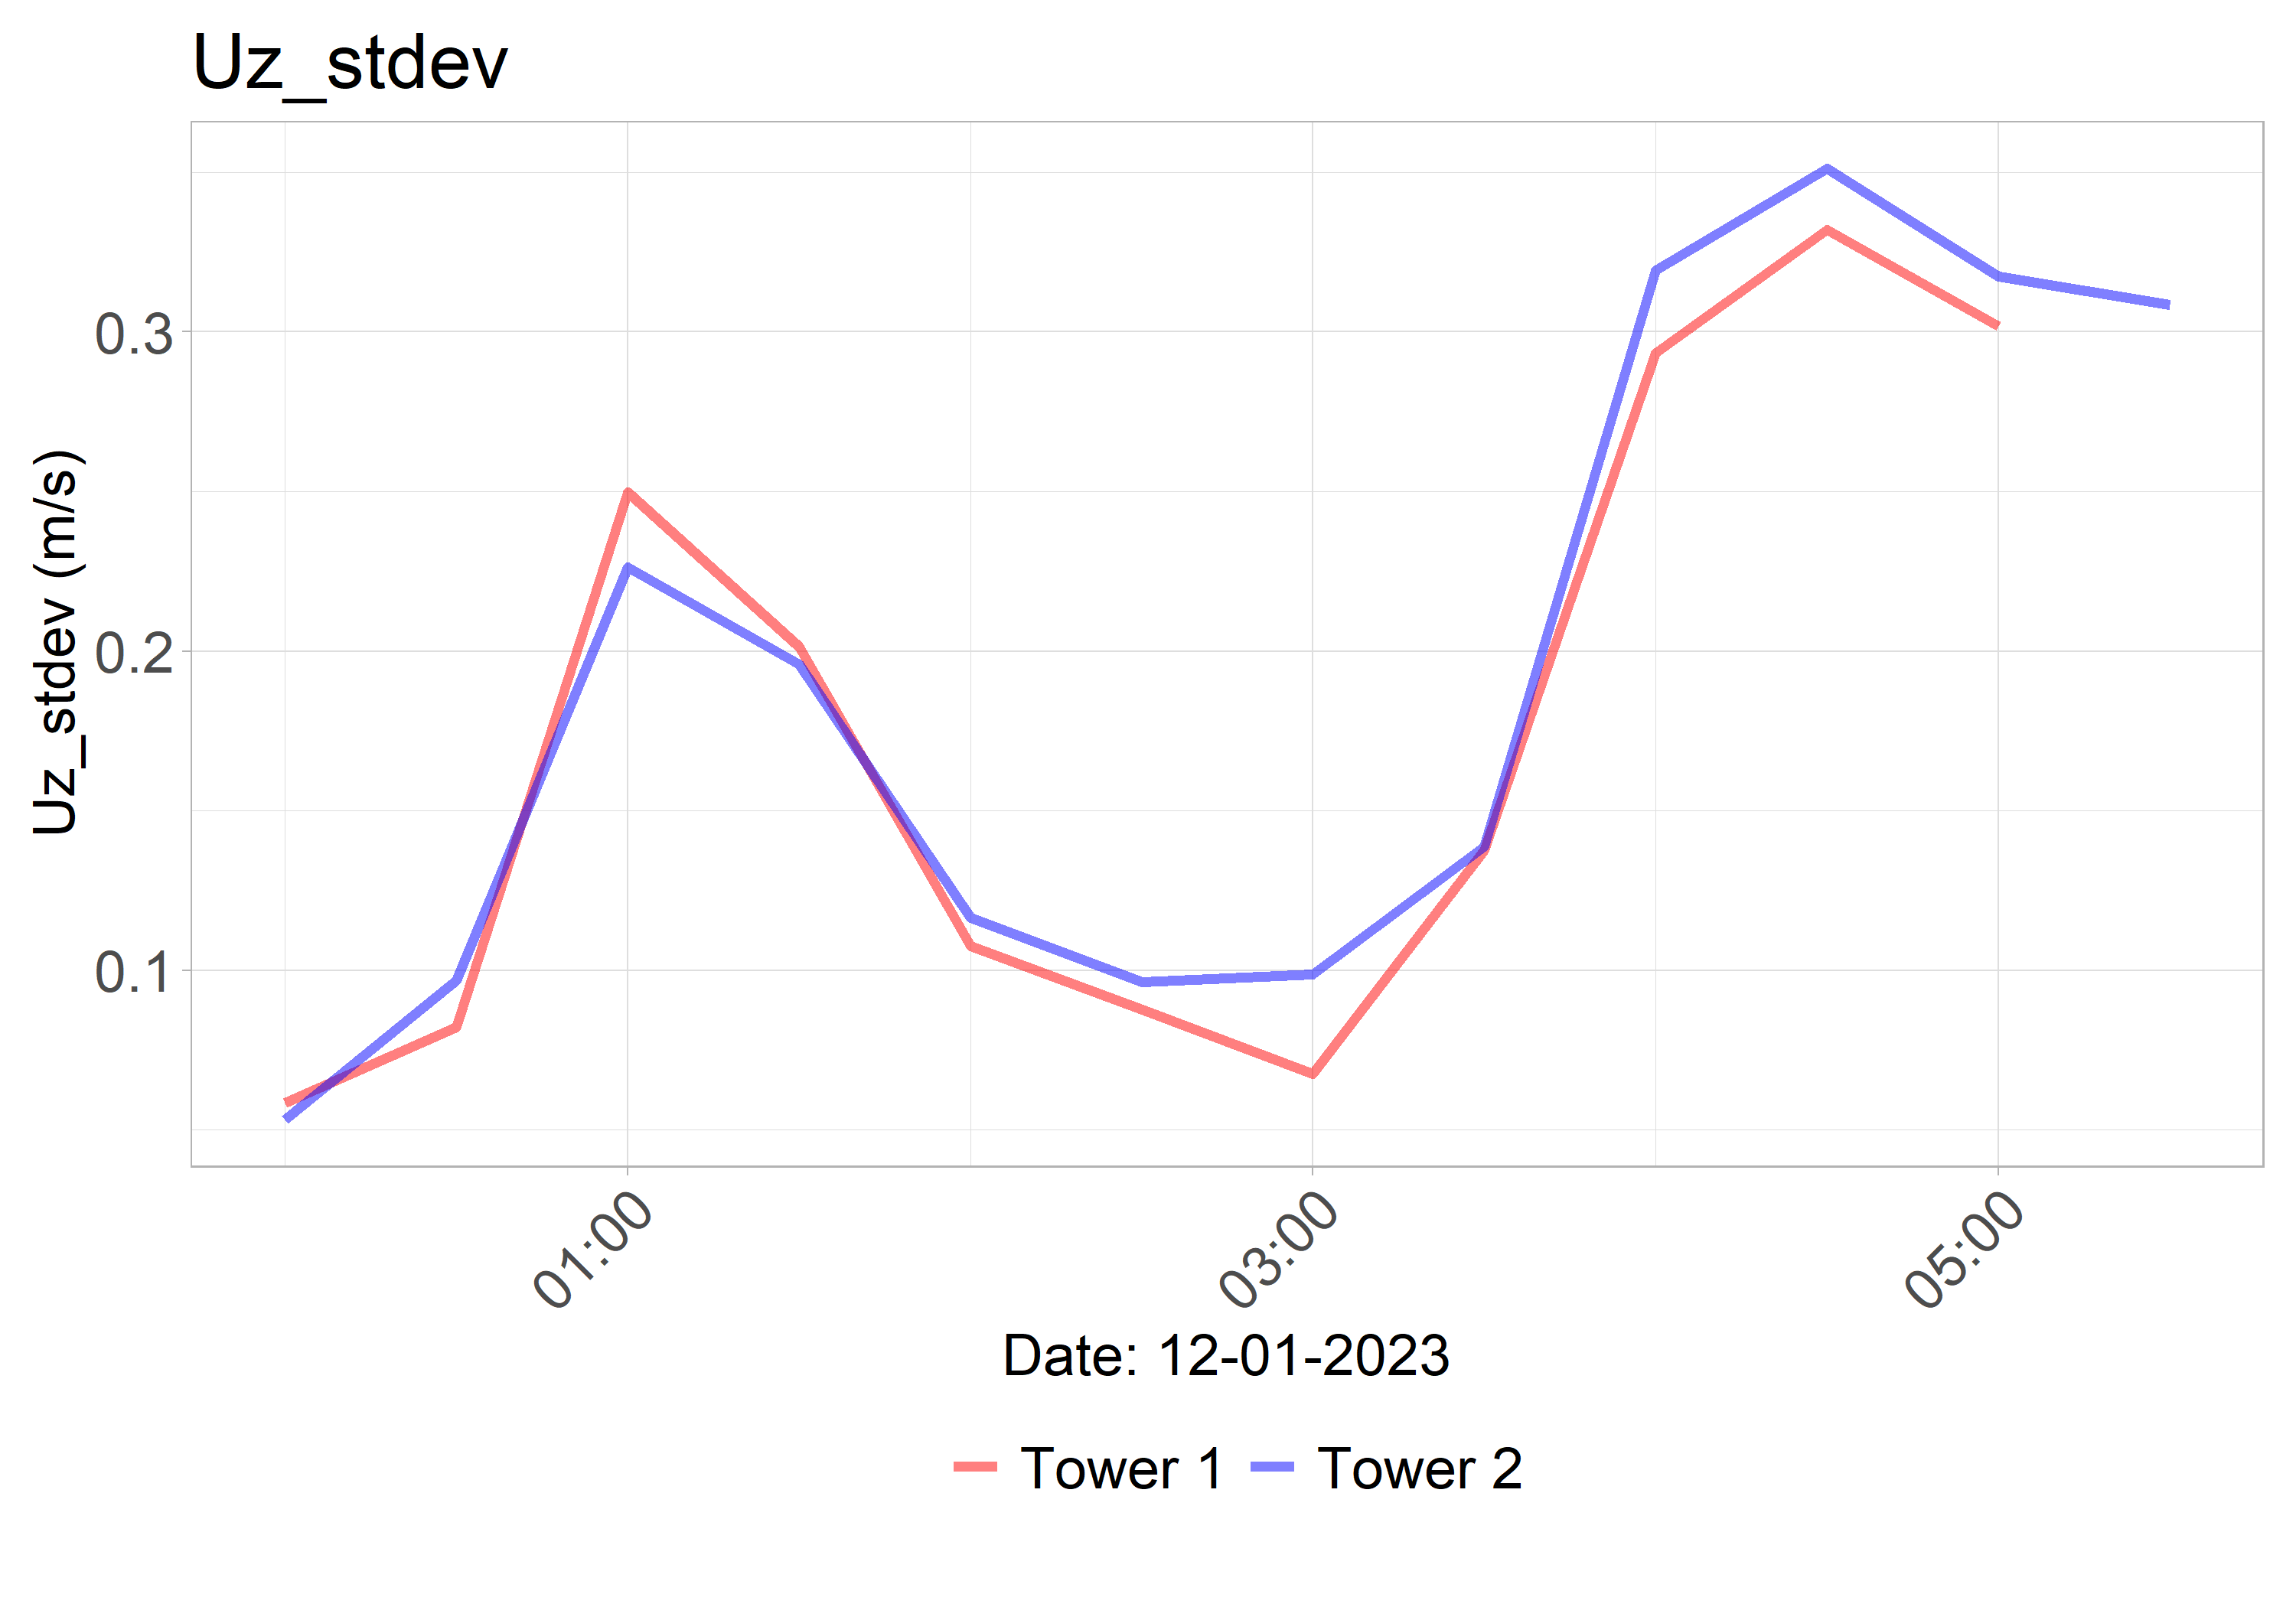 Uz_stdev
Uz_stdev (m/s)
0.3
0.2
0.1
01:00
03:00
05:00
Date: 12-01-2023
Tower 1
Tower 2